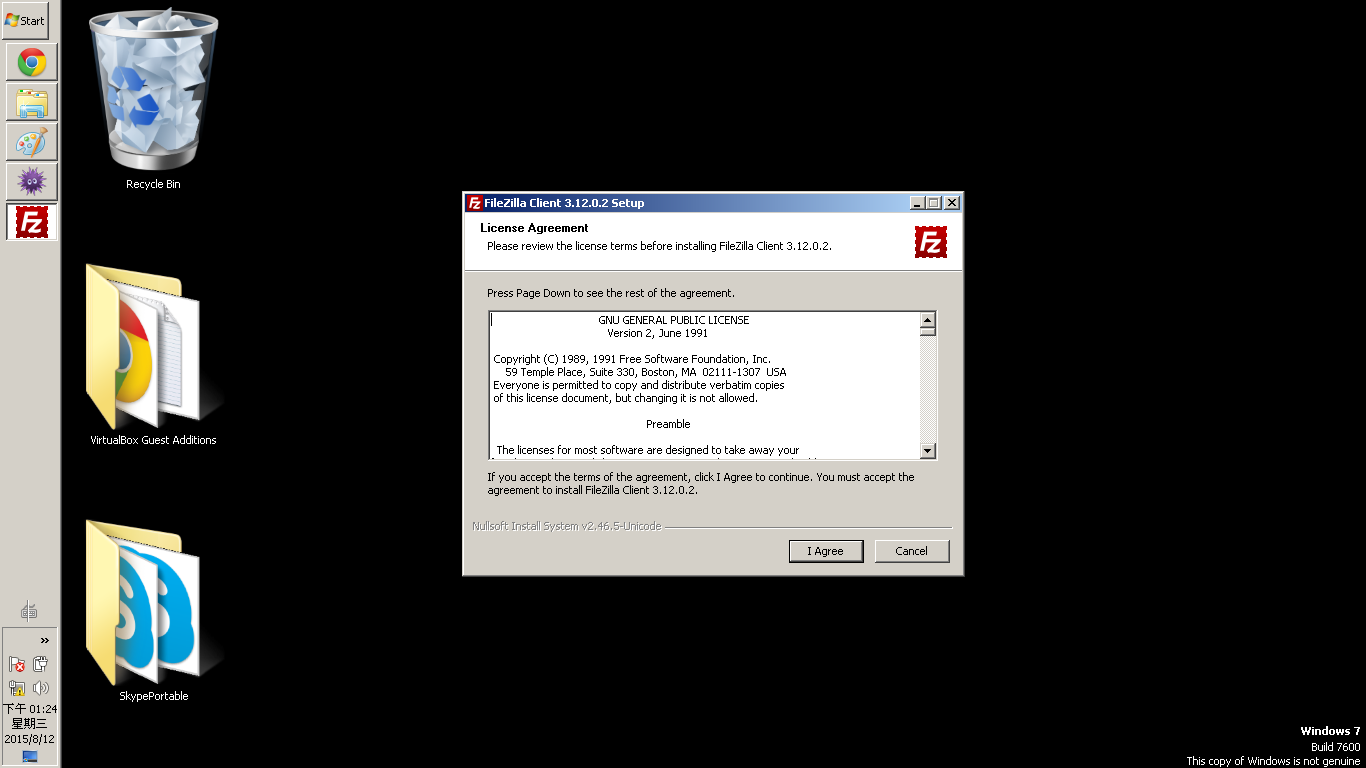 Start
Recycle Bin
VirtualBox Guest Additions
SkypePortable
FileZilla Client 3.12.0.2 Setup
License Agreement
Please review the license terms before installing FileZilla Client 3.12.0.2.
Press Page Down to see the rest of the agreement.
GNU GENERAL PUBLIC LICENSE
Version 2, June 1991
Copyright (C) 1989, 1991 Free Software Foundation, Inc.
59 Temple Place, Suite 330, Boston, MA 02111-1307 USA
Everyone is permitted to copy and distribute verbatim copies
of this license document, but changing it is not allowed.
Preamble
The licenses for most software are designed to take away your
If you accept the terms of the agreement, click I Agree to continue. You must accept the
agreement to install FileZilla Client 3.12.0.2.
Nullsoft Install System v2.46.5-Unicode
I Agree
Cancel
下午 01:24
星期三
2015/8/12
Windows 7
Build 7600
This copy of Windows is not genuine